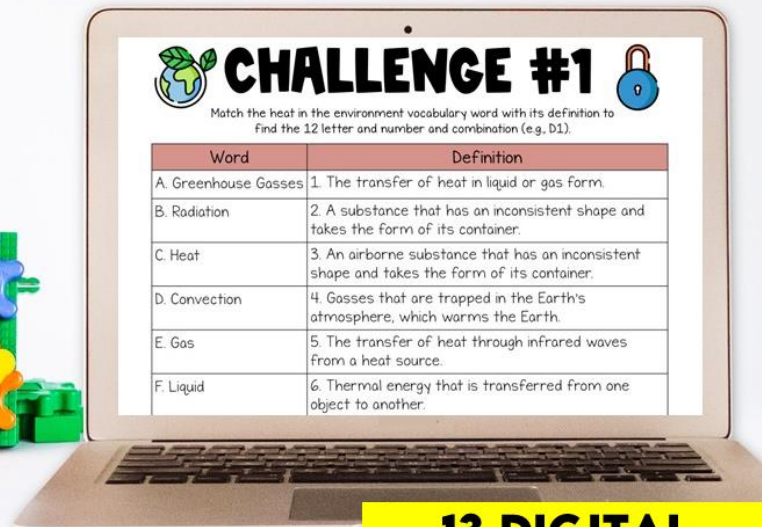 CHALLENGE #1
Match the heat in the environment vocabulary word with its definition to
find the 12 letter and number and combination (e.g., D1).
Word Definition
A. Greenhouse Gasses 1. The transfer of heat in liquid or gas form.
B. Radiation 2. A substance that has an inconsistent shape and
takes the form of its container.
C. Heat 3. An airborne substance that has an inconsistent
shape and takes the form of its container.
D. Convection 4. Gasses that are trapped in the Earth's
atmosphere, which warms the Earth.
E. Gas 5. The transfer of heat through infrared waves
from a heat source.
F. Liquid 6. Thermal energy that is transferred from one
object to another.
13 DIGITAL